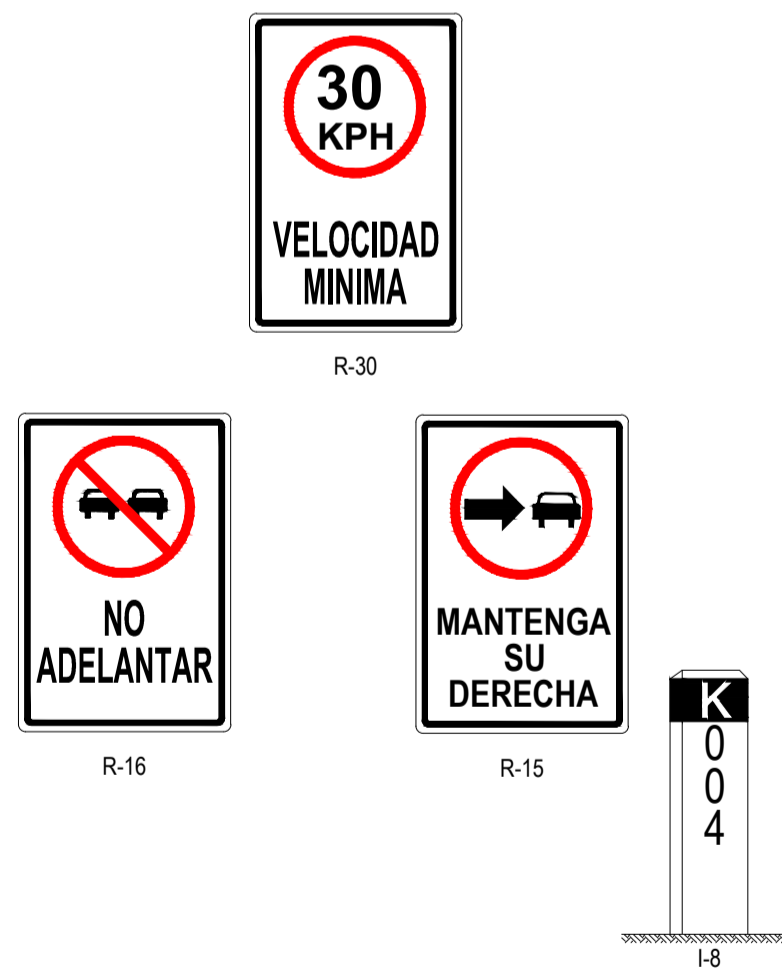 30
KPH
VELOCIDAD
MINIMA
R-30
NO
ADELANTAR
R-16
MANTENGA
SU
DERECHA
R-15
K
0
0
4
I-8